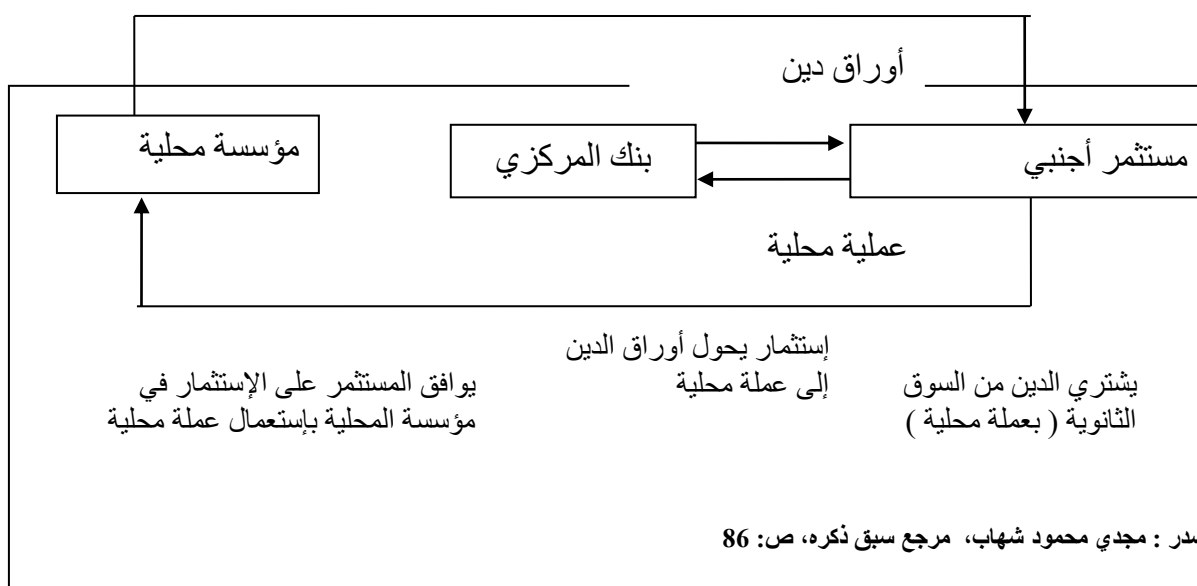 أوراق دين
مستثمر أجنبي
بنك المركزي
مؤسسة محلية
عملية محلية
يشتري الدين من السوق
الثانوية ( بعملة محلية )
إستثمار يحول أوراق الدين
إلى عملة محلية
يوافق المستثمر على الإستثمار في
مؤسسة المحلية بإستعمال عملة محلية
: مجدي محمود شهاب، مرجع سبق ذكره، ص: 86